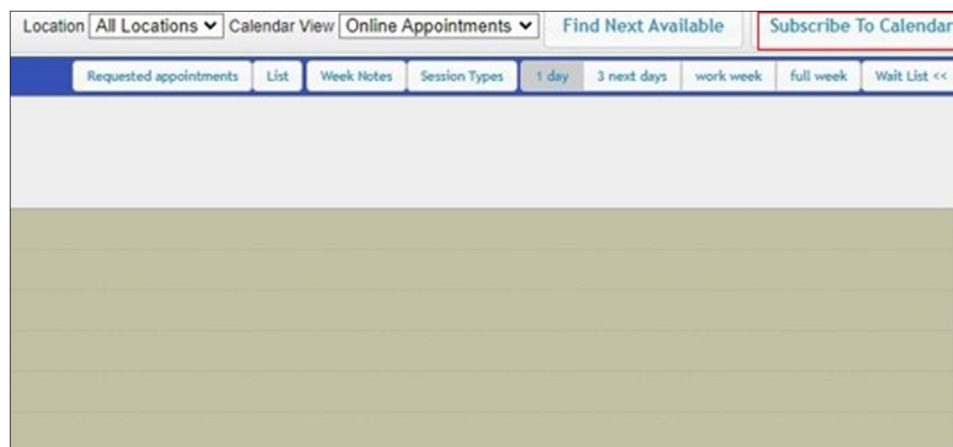 Location All Locations Calendar View Online Appointments Find Next Available Subscribe To Calendar
Requested appointments List Week Notes Session Types 1 day 3 next days work week full week Wait List <<